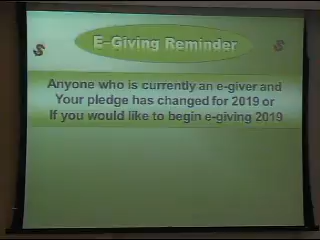 E-Giving Reminder
$ $
Anyone who is currently an e-giver and
Your pledge has changed for 2019 or
If you would like to begin e-giving 2019